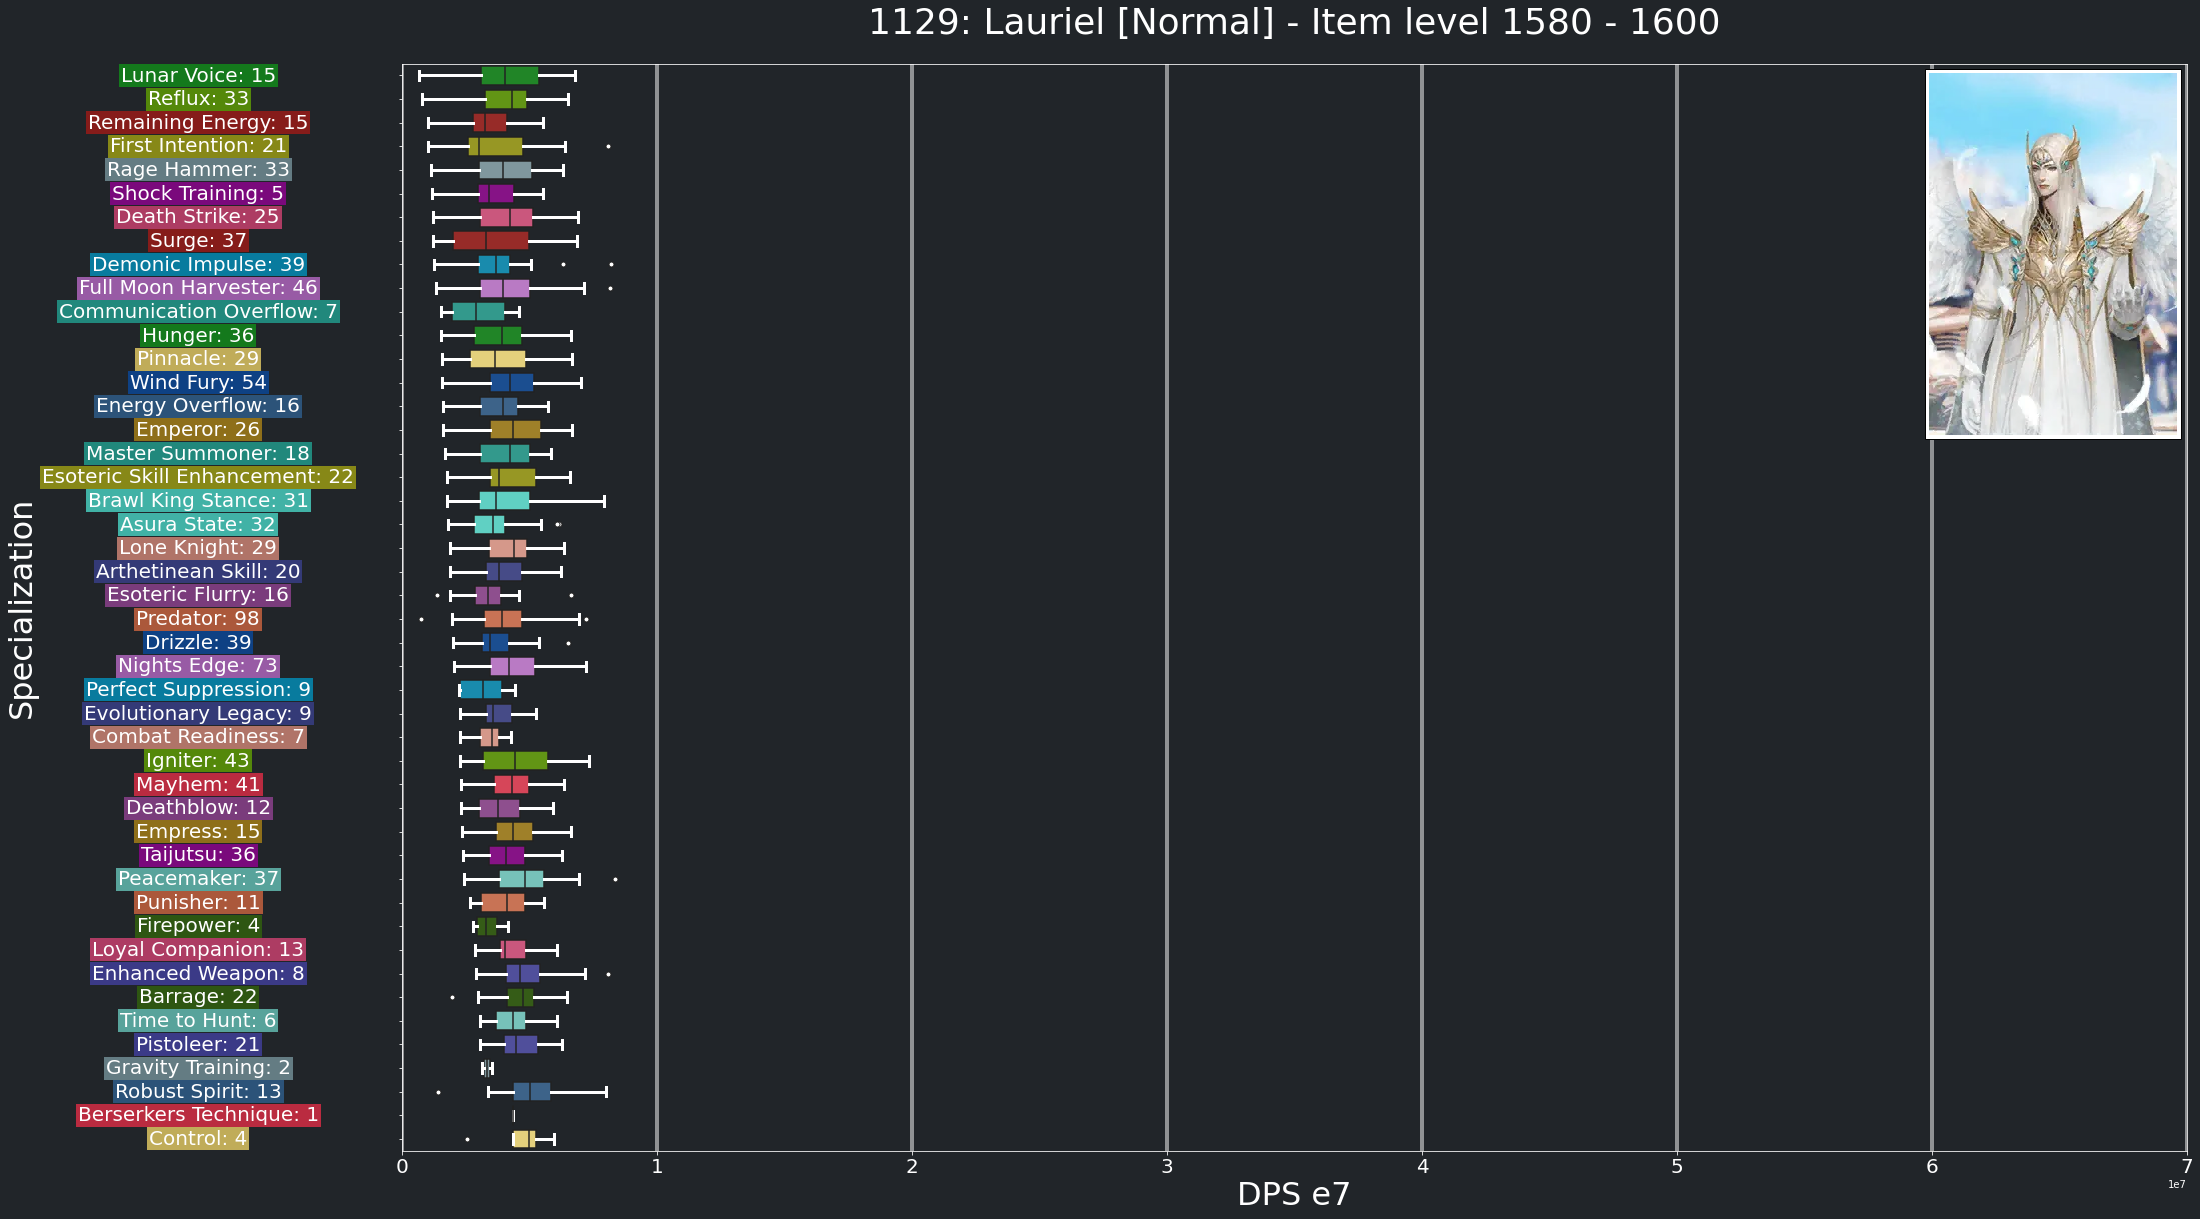 1129: Lauriel [Normal] - Item level 1580 - 1600
Lunar Voice: 15
Reflux: 33
Remaining Energy: 15
First Intention: 21
Rage Hammer: 33
Shock Training: 5
Death Strike: 25
Surge: 37
Demonic Impulse: 39
Full Moon Harvester: 46
Communication Overflow: 7
Hunger: 36
Pinnacle: 29
Wind Fury: 54
Energy Overflow: 16
Emperor: 26
Master Summoner: 18
Esoteric Skill Enhancement: 22
Brawl King Stance: 31
Asura State: 32
Lone Knight: 29
Arthetinean Skill: 20
Esoteric Flurry: 16
Predator: 98
Drizzle: 39
Nights Edge: 73
Perfect Suppression: 9
Evolutionary Legacy: 9
Combat Readiness: 7
Igniter: 43
Mayhem: 41
Deathblow: 12
Empress: 15
Taijutsu: 36
Peacemaker: 37
Punisher: 11
Firepower: 4
Loyal Companion: 13
Enhanced Weapon: 8
Barrage: 22
Time to Hunt: 6
Pistoleer: 21
Gravity Training: 2
Robust Spirit: 13
Berserkers Technique: 1
Control: 4
Specialization
0 1 2 3 4 5 6 7
1e7
DPS e7